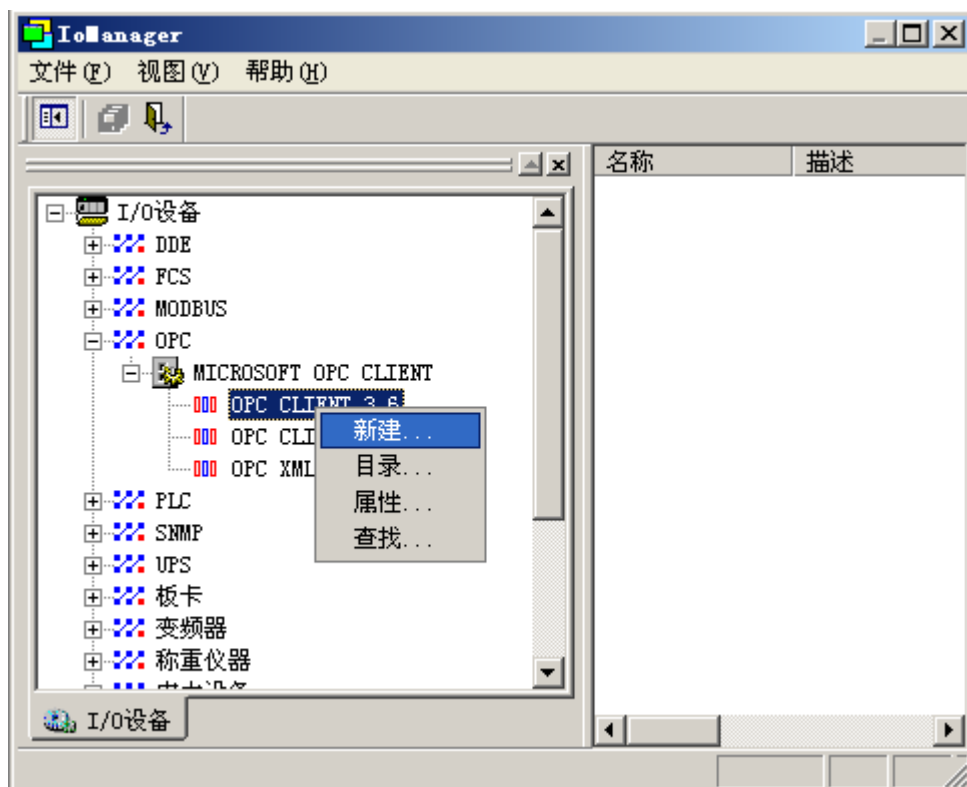 IoManager
文件(F) 视图(V) 帮助(H)
名称 描述
I/O设备
DDE
FCS
MODBUS
OPC
MICROSOFT OPC CLIENT
OPC CLIENT 3.6
新建...
OPC CLI
目录...
OPC XML
属性...
PLC
查找...
SNMP
UPS
板卡
变频器
称重仪器
I/O设备